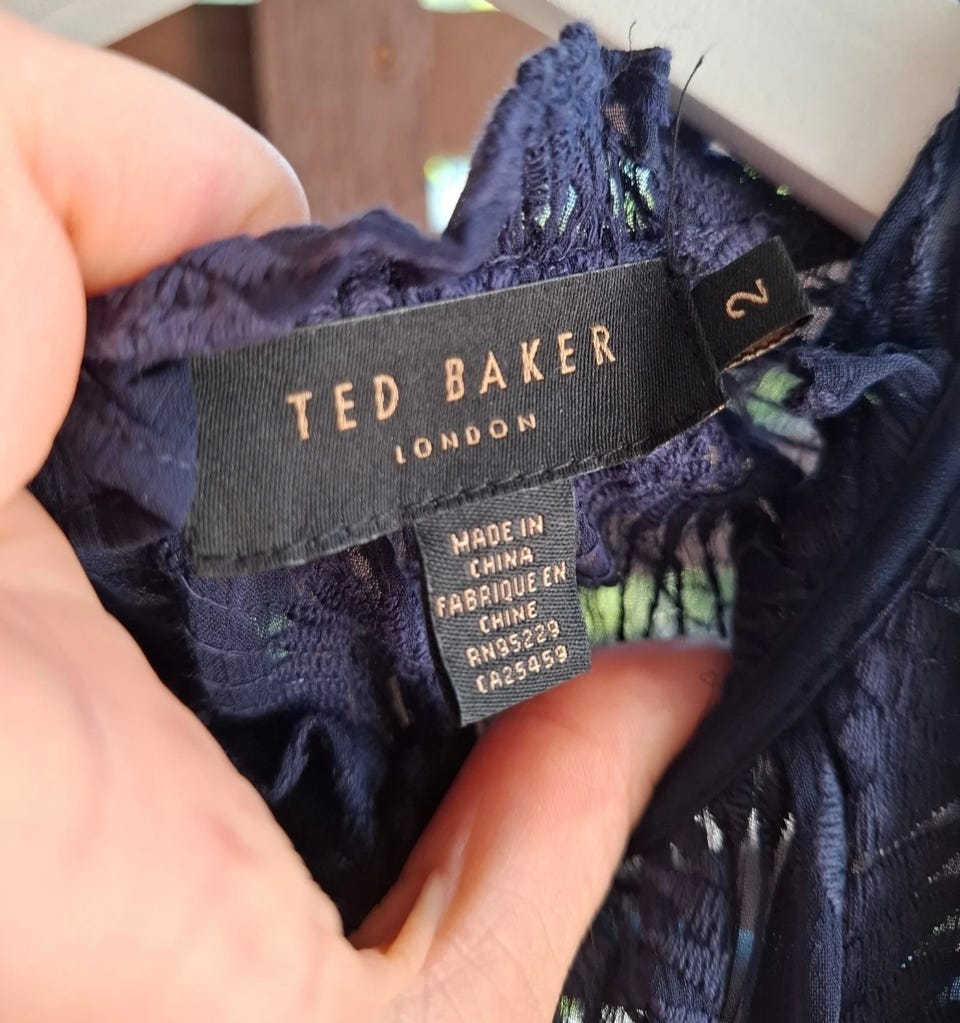 TED BAKER
LONDON
2
MADE IN
CHINA
FABRIQUE EN
CHINE
RN95229
CA25459